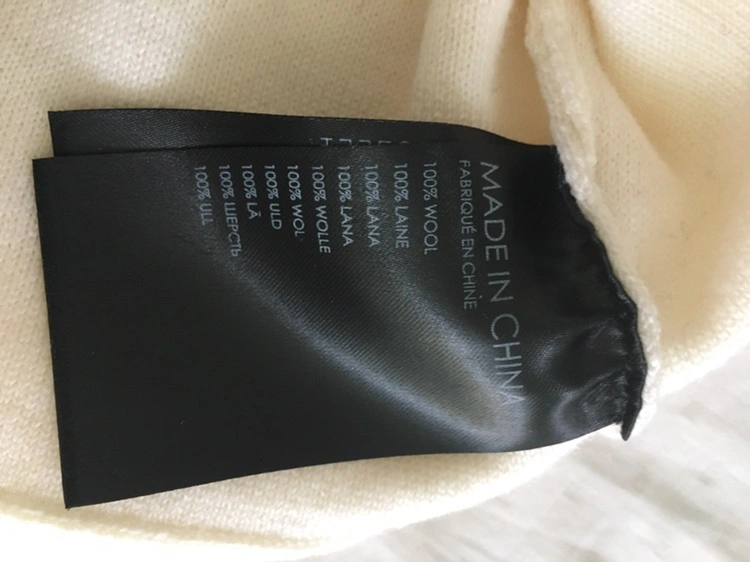 MADE IN CHINA
FABRIQUÉ EN CHINE
100% WOOL
100% LAINE
100% LANA
100% LANA
100% WOLLE
100% WOL
100% ULD
100% LÃ
100% ШЕРСТЬ
100% ULL